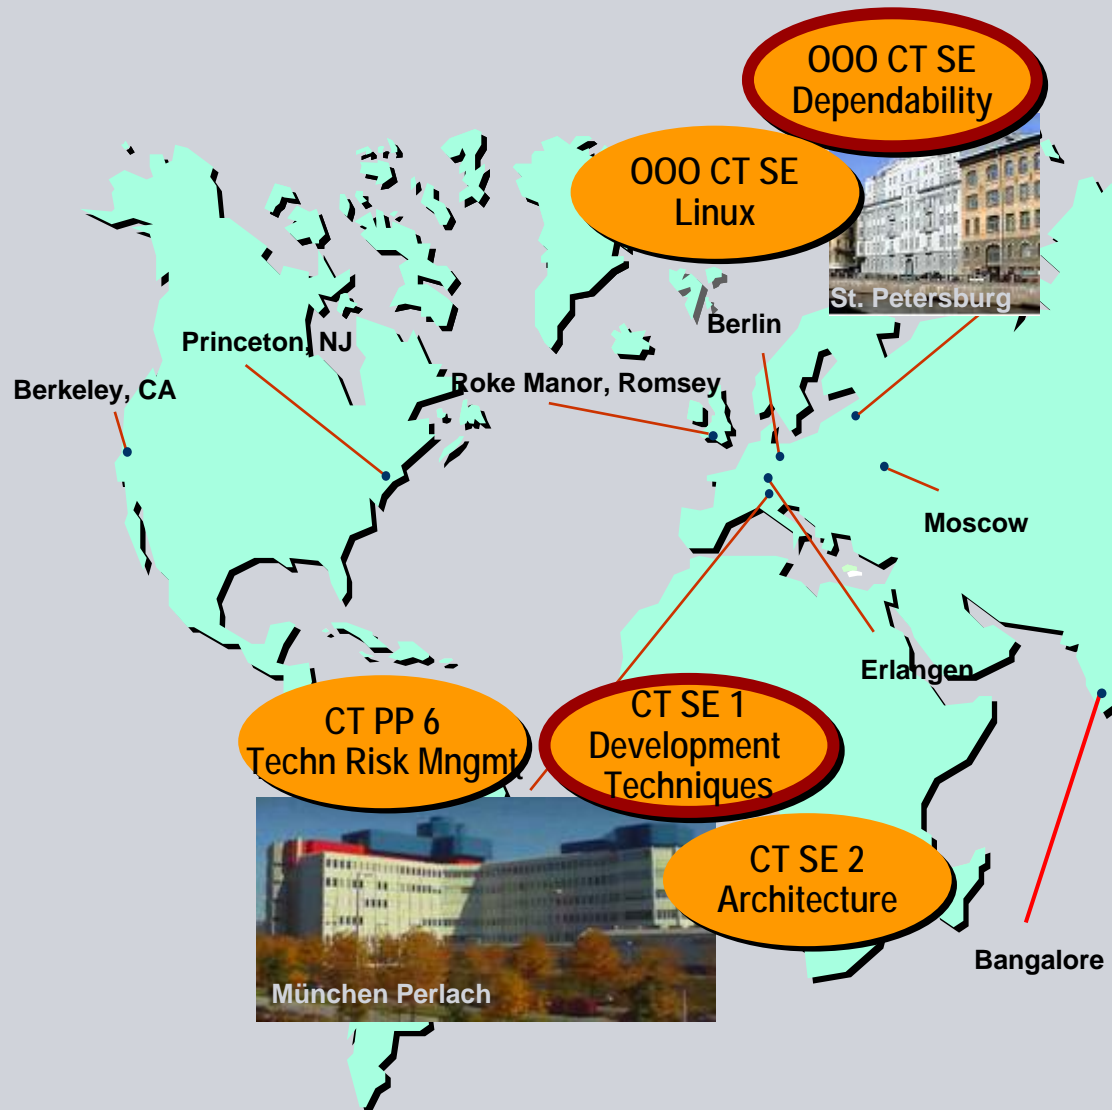 OOO CT SE
Dependability
OOO CT SE
Linux
St. Petersburg
Berlin
Princeton, NJ
Berkeley, CA
Roke Manor, Romsey
Moscow
Erlangen
CT PP 6
Techn Risk Mngmt
CT SE 1
Development
Techniques
CT SE 2
Architecture
Bangalore
München Perlach